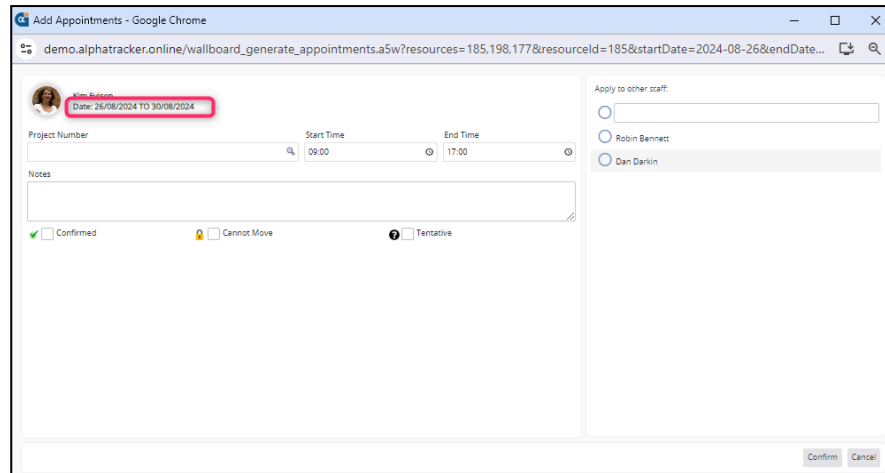 Add Appointments - Google Chrome
demo.alphatracker.online/wallboard_generate_appointments.a5w?resources=185,198,177&resourceId=185&startDate=2024-08-26&endDate...
Kim
Date: 26/08/2024 TO 30/08/2024
Project Number Start Time End Time
09:00 17:00
Notes
Confirmed Cannot Move Tentative
Apply to other staff:
Robin Bennett
Dan Darkin
Confirm Cancel